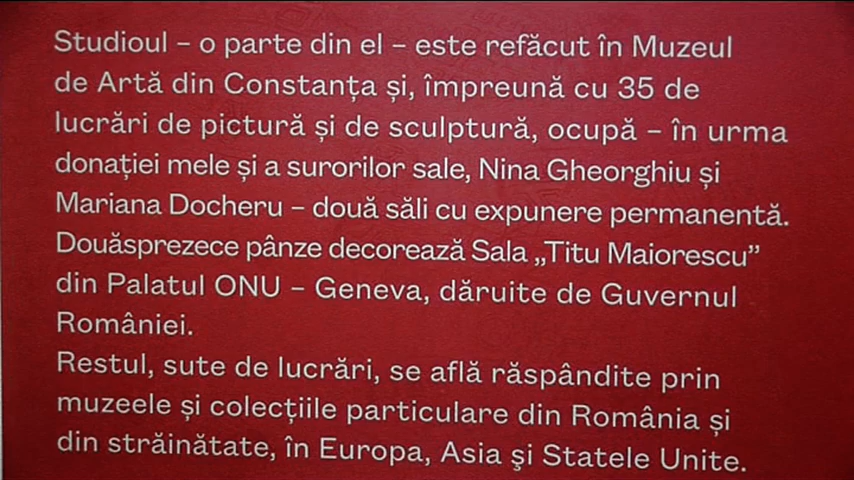 Studioul – o parte din el – este refăcut în Muzeul
de Artă din Constanța și, împreună cu 35 de
lucrări de pictură și de sculptură, ocupă – în urma
donației mele și a surorilor sale, Nina Gheorghiu și
Mariana Docheru – două săli cu expunere permanentă.
Douăsprezece pânze decorează Sala „Titu Maiorescu”
din Palatul ONU – Geneva, dăruite de Guvernul
României.
Restul, sute de lucrări, se află răspândite prin
muzeele și colecțiile particulare din România și
din străinătate, în Europa, Asia şi Statele Unite.